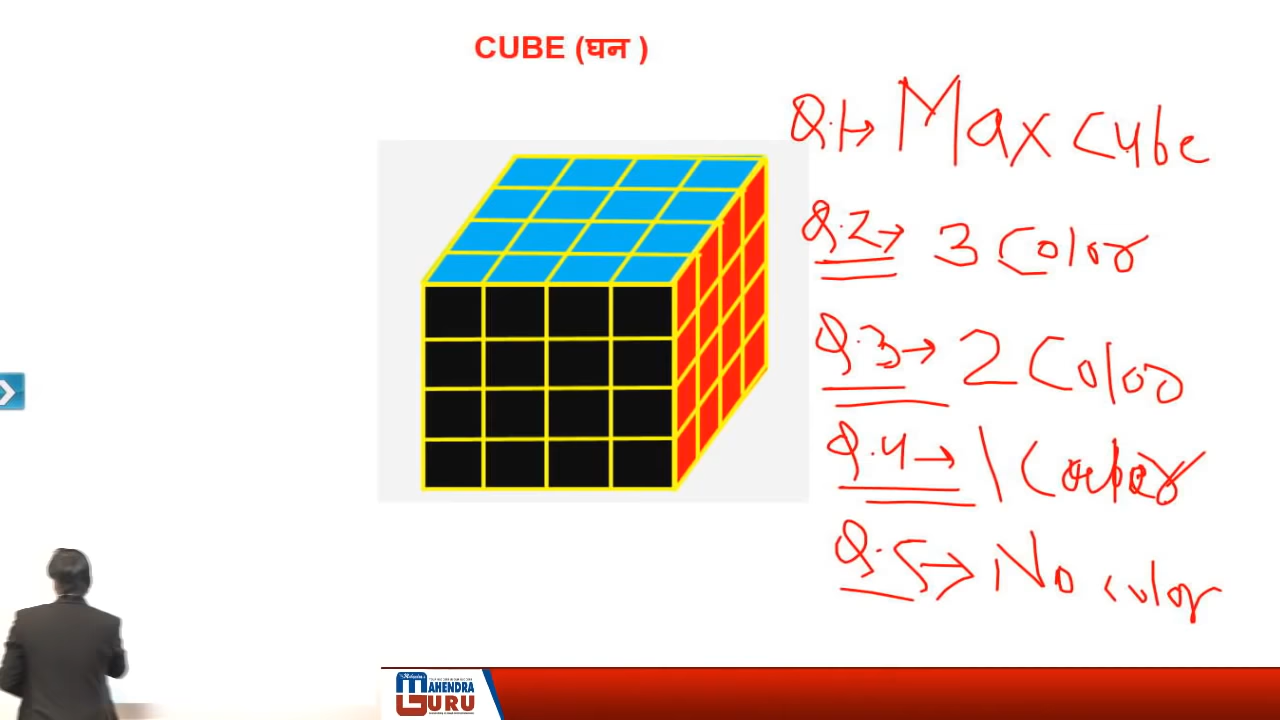 CUBE (घन )
Q.1→ Max cube
Q.2→ 3 Color
Q.3→ 2 Color
Q.4→ 1 Color
Q.5→ No color
Mahendra's
MAHENDRA
GURU